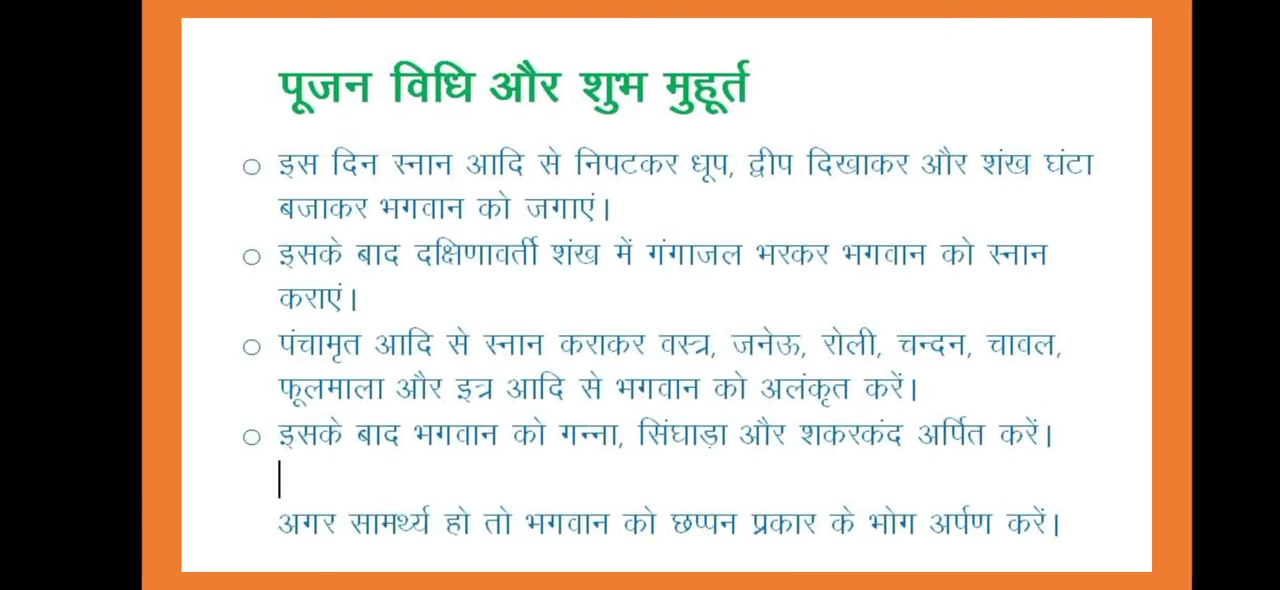 पूजन विधि और शुभ मुहूर्त
○ इस दिन स्नान आदि से निपटकर धूप, द्वीप दिखाकर और शंख घंटा
बजाकर भगवान को जगाएं।
○ इसके बाद दक्षिणावर्ती शंख में गंगाजल भरकर भगवान को स्नान
कराएं।
○ पंचामृत आदि से स्नान कराकर वस्त्र, जनेऊ, रोली, चन्दन, चावल,
फूलमाला और इत्र आदि से भगवान को अलंकृत करें।
○ इसके बाद भगवान को गन्ना, सिंघाड़ा और शकरकंद अर्पित करें।
अगर सामर्थ्य हो तो भगवान को छप्पन प्रकार के भोग अर्पण करें।